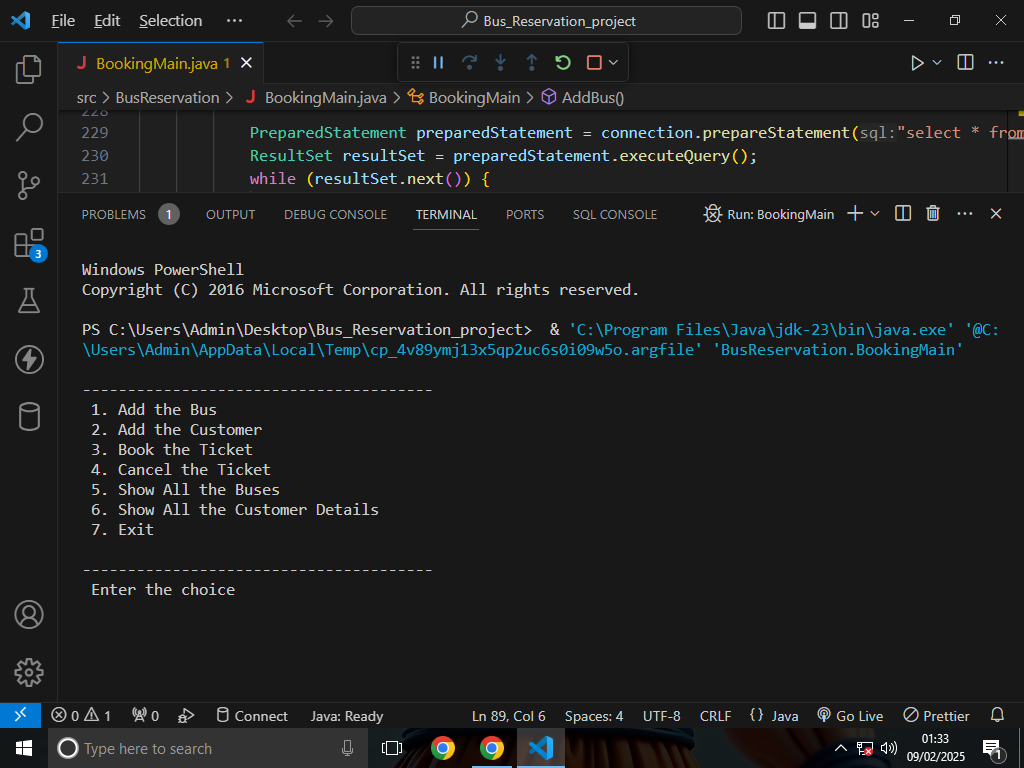 File Edit Selection ··· Bus_Reservation_project
BookingMain.java 1
src > BusReservation > BookingMain.java > BookingMain > AddBus()
228
229 PreparedStatement preparedStatement = connection.prepareStatement(sql:"select * from
230 ResultSet resultSet = preparedStatement.executeQuery();
231 while (resultSet.next()) {
PROBLEMS 1 OUTPUT DEBUG CONSOLE TERMINAL PORTS SQL CONSOLE Run: BookingMain
Windows PowerShell
Copyright (C) 2016 Microsoft Corporation. All rights reserved.
PS C:\Users\Admin\Desktop\Bus_Reservation_project>  & 'C:\Program Files\Java\jdk-23\bin\java.exe' '@C:
\Users\Admin\AppData\Local\Temp\cp_4v89ymj13x5qp2uc6s0i09w5o.argfile' 'BusReservation.BookingMain'
---------------------------------------
1. Add the Bus
2. Add the Customer
3. Book the Ticket
4. Cancel the Ticket
5. Show All the Buses
6. Show All the Customer Details
7. Exit
---------------------------------------
Enter the choice
3
0 1 0 Connect Java: Ready Ln 89, Col 6 Spaces: 4 UTF-8 CRLF {} Java Go Live Prettier
Type here to search
01:33
09/02/2025
1